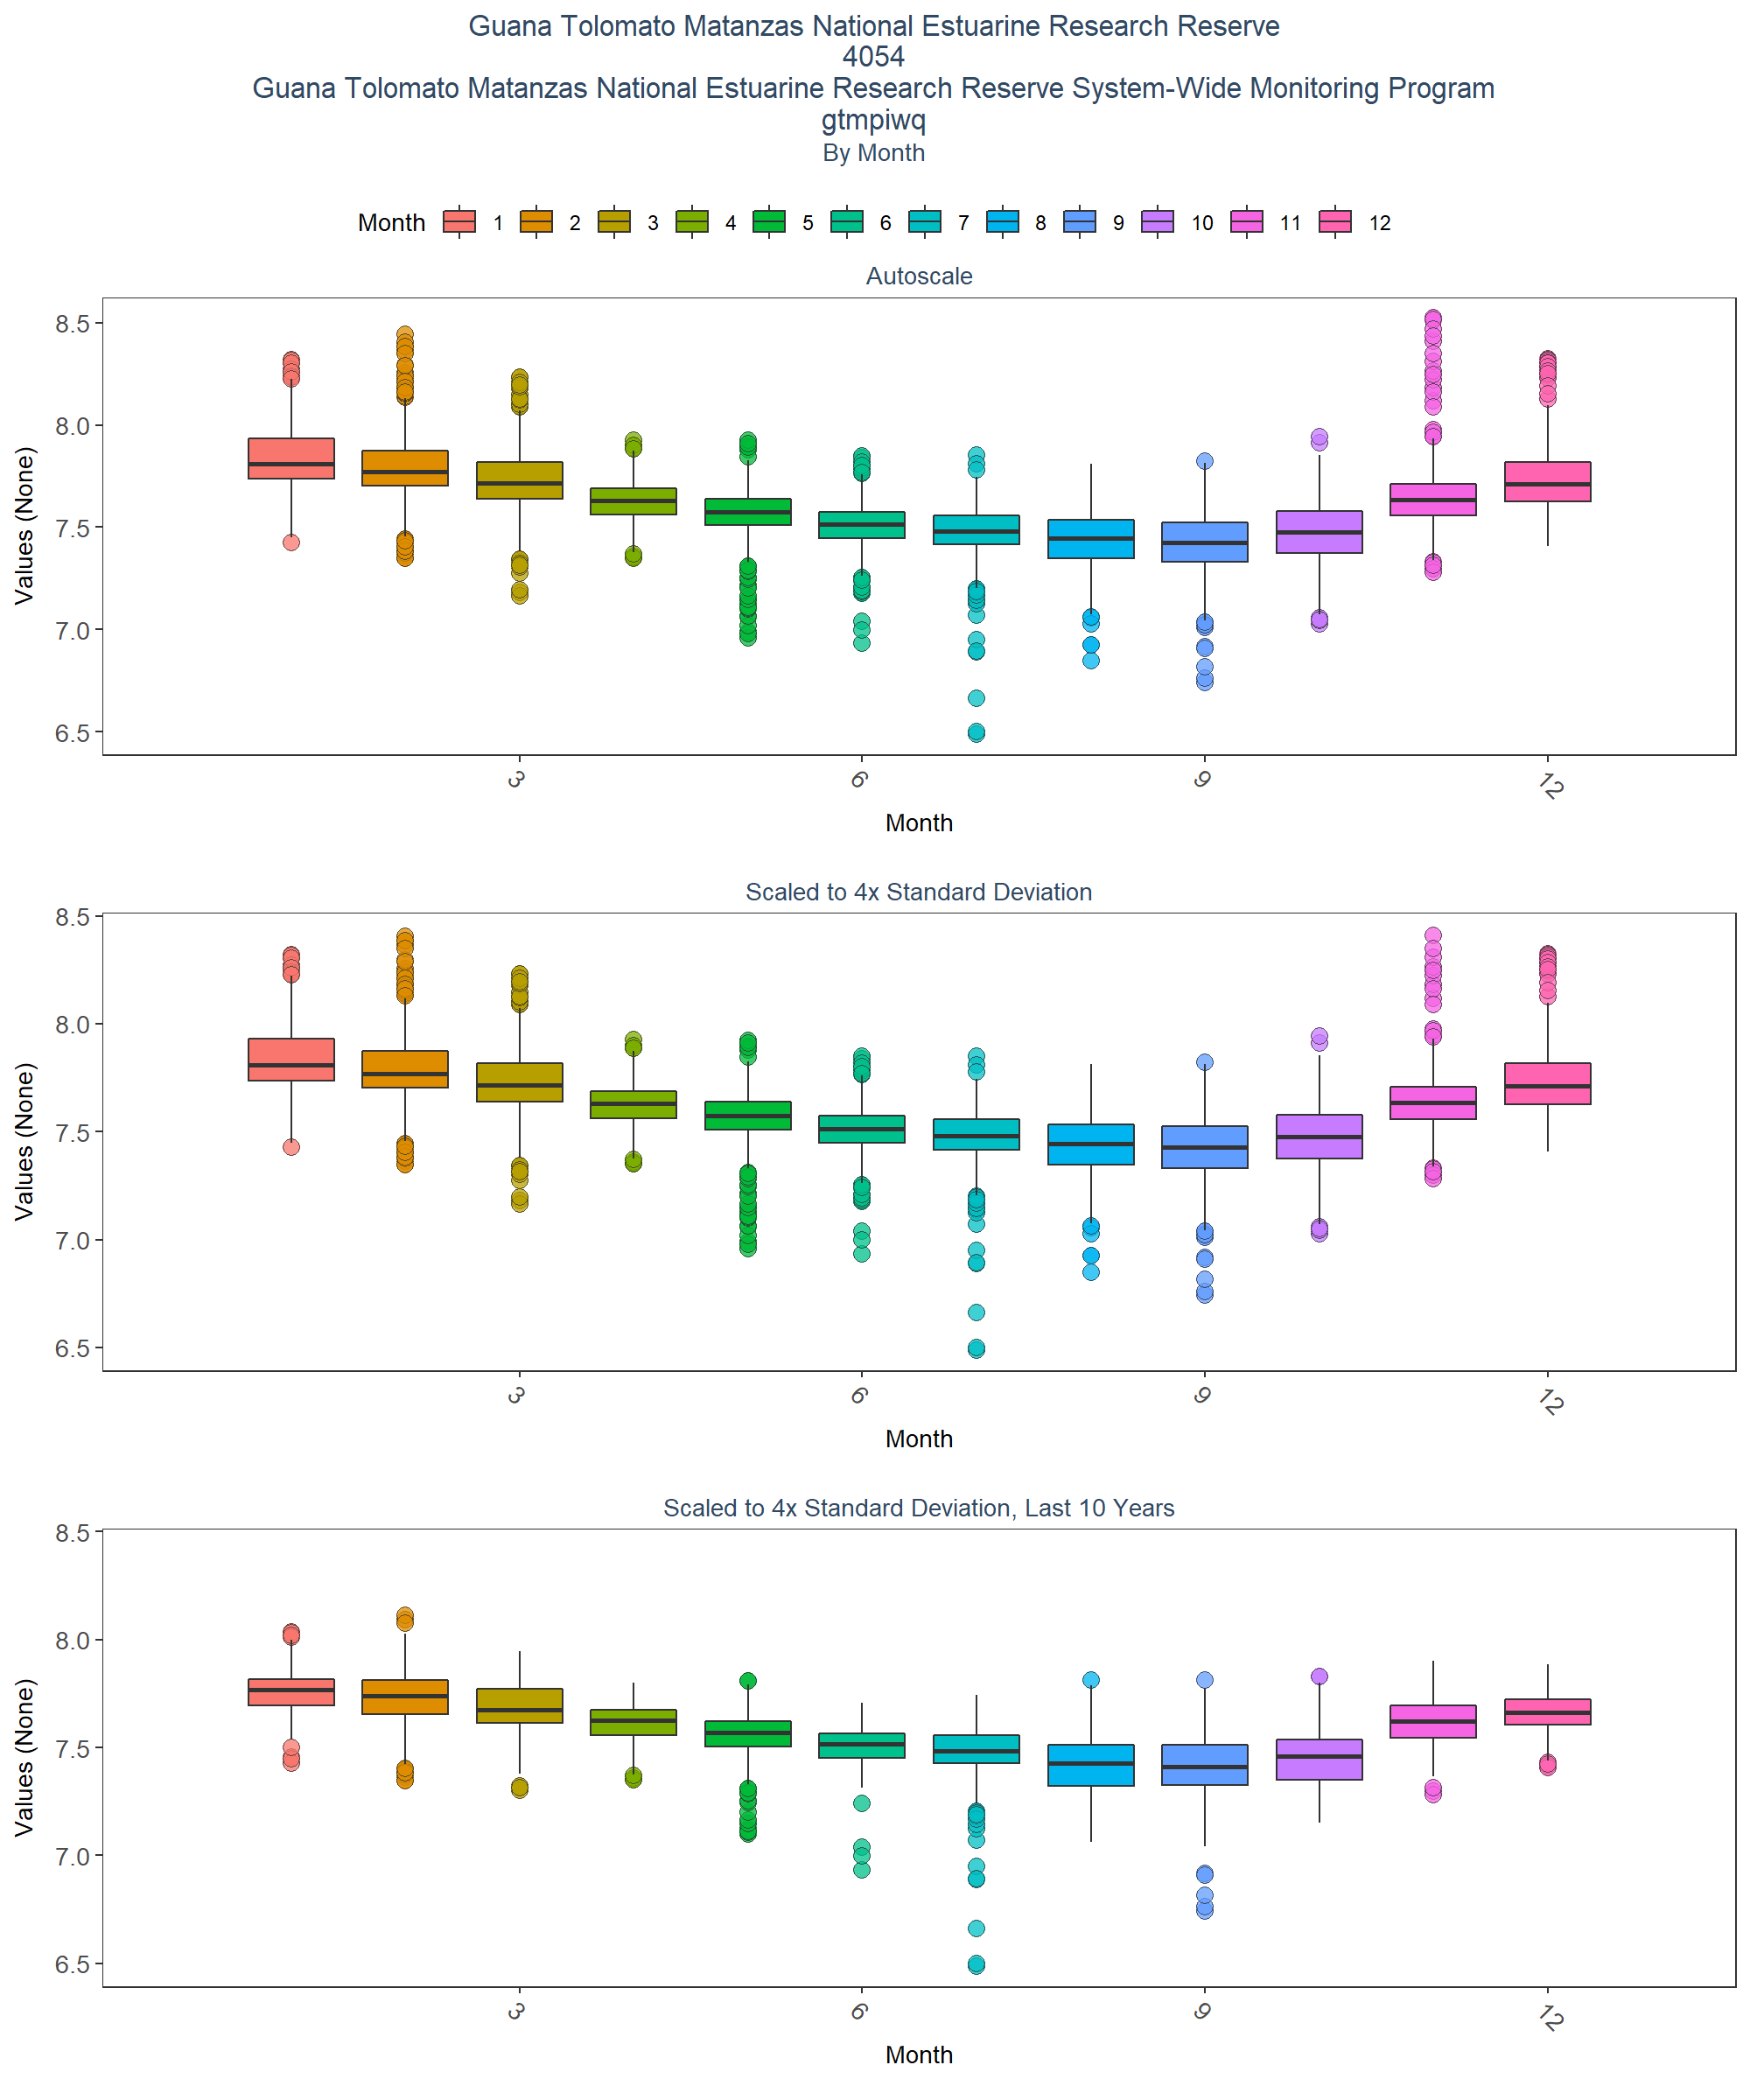 Guana Tolomato Matanzas National Estuarine Research Reserve
4054
Guana Tolomato Matanzas National Estuarine Research Reserve System-Wide Monitoring Program
gtmpiwq
By Month
Month 1 2 3 4 5 6 7 8 9 10 11 12
Autoscale
Values (None)
8.5
8.0
7.5
7.0
6.5
3 6 9 12
Month
Scaled to 4x Standard Deviation
Values (None)
8.5
8.0
7.5
7.0
6.5
3 6 9 12
Month
Scaled to 4x Standard Deviation, Last 10 Years
Values (None)
8.5
8.0
7.5
7.0
6.5
3 6 9 12
Month